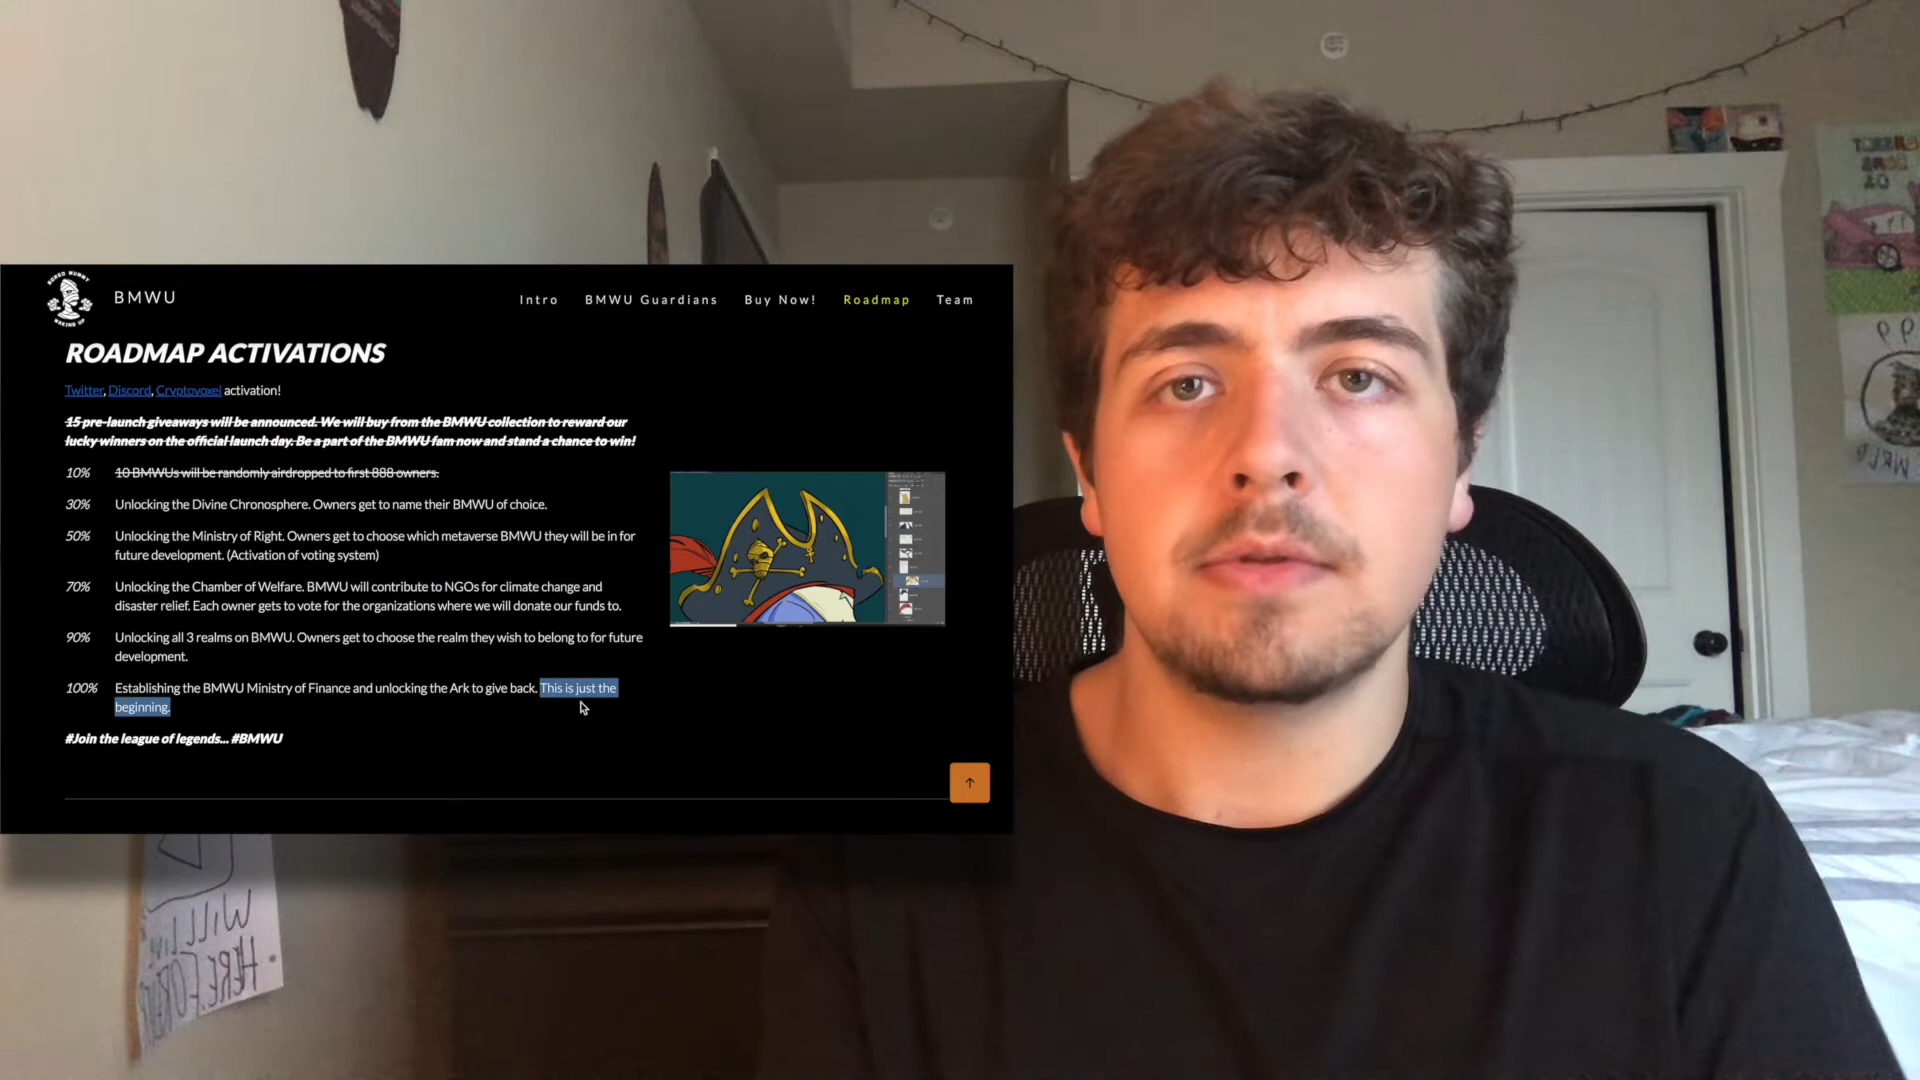 BORED MUMMY
WAKING UP
BMWU
Intro
BMWU Guardians
Buy Now!
Roadmap
Team
ROADMAP ACTIVATIONS
Twitter, Discord, Cryptovoxel activation!
15 pre-launch giveaways will be announced. We will buy from the BMWU collection to reward our
lucky winners on the official launch day. Be a part of the BMWU fam now and stand a chance to win!
10% 10 BMWUs will be randomly airdropped to first 888 owners.
30% Unlocking the Divine Chronosphere. Owners get to name their BMWU of choice.
50% Unlocking the Ministry of Right. Owners get to choose which metaverse BMWU they will be in for
future development. (Activation of voting system)
70% Unlocking the Chamber of Welfare. BMWU will contribute to NGOs for climate change and
disaster relief. Each owner gets to vote for the organizations where we will donate our funds to.
90% Unlocking all 3 realms on BMWU. Owners get to choose the realm they wish to belong to for future
development.
100% Establishing the BMWU Ministry of Finance and unlocking the Ark to give back. This is just the
beginning.
#Join the league of legends... #BMWU
WILL
HERE FOR